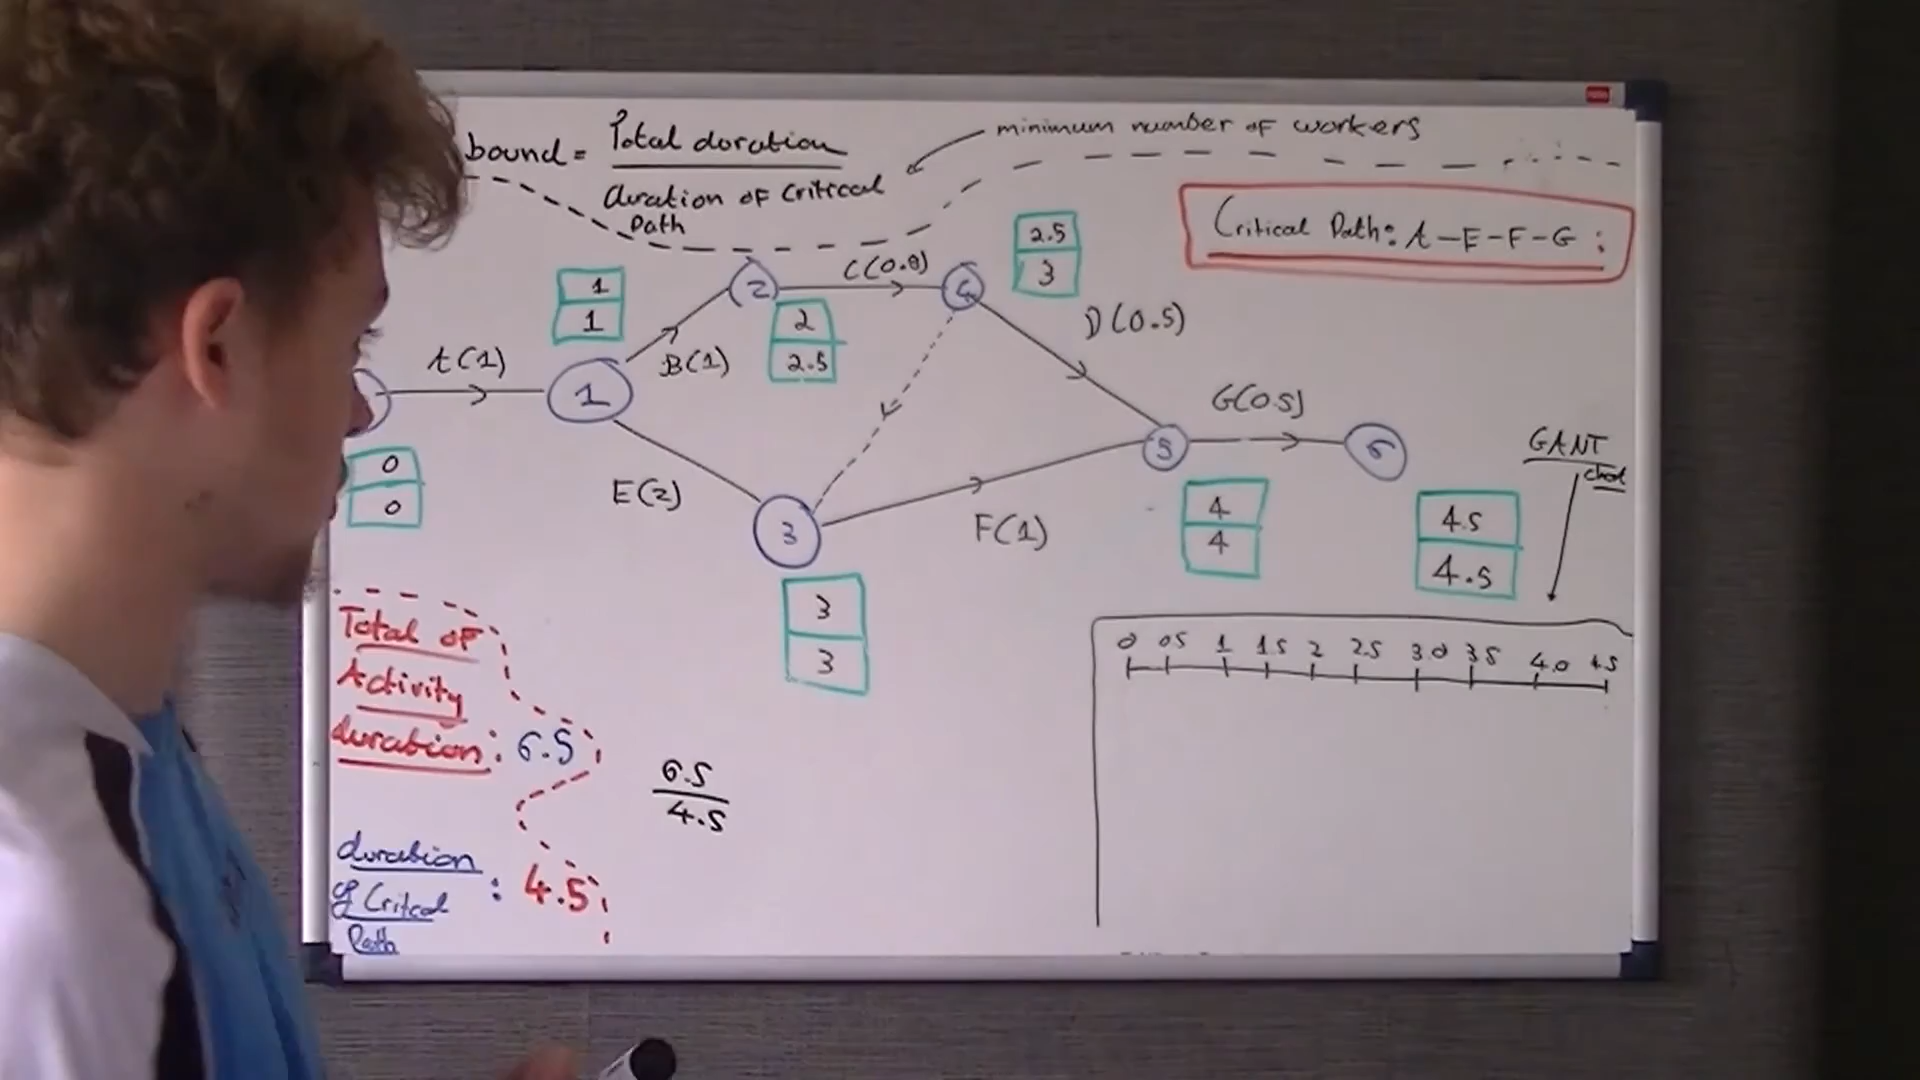 bound = Total duration
duration of Critical
Path
minimum number of workers
Critical Path: A-E-F-G :
A(1)
B(1)
C(0.8)
D(0.5)
E(2)
F(1)
G(0.5)
1
2
3
4
5
6
0
0
1
1
2
2.5
2.5
3
3
3
4
4
4.5
4.5
GANT
Total of
Activity
duration: 6.5
duration
of Critcal
Path
: 4.5
6.5
4.5
0 0.5 1 1.5 2 2.5 3.0 3.5 4.0 4.5